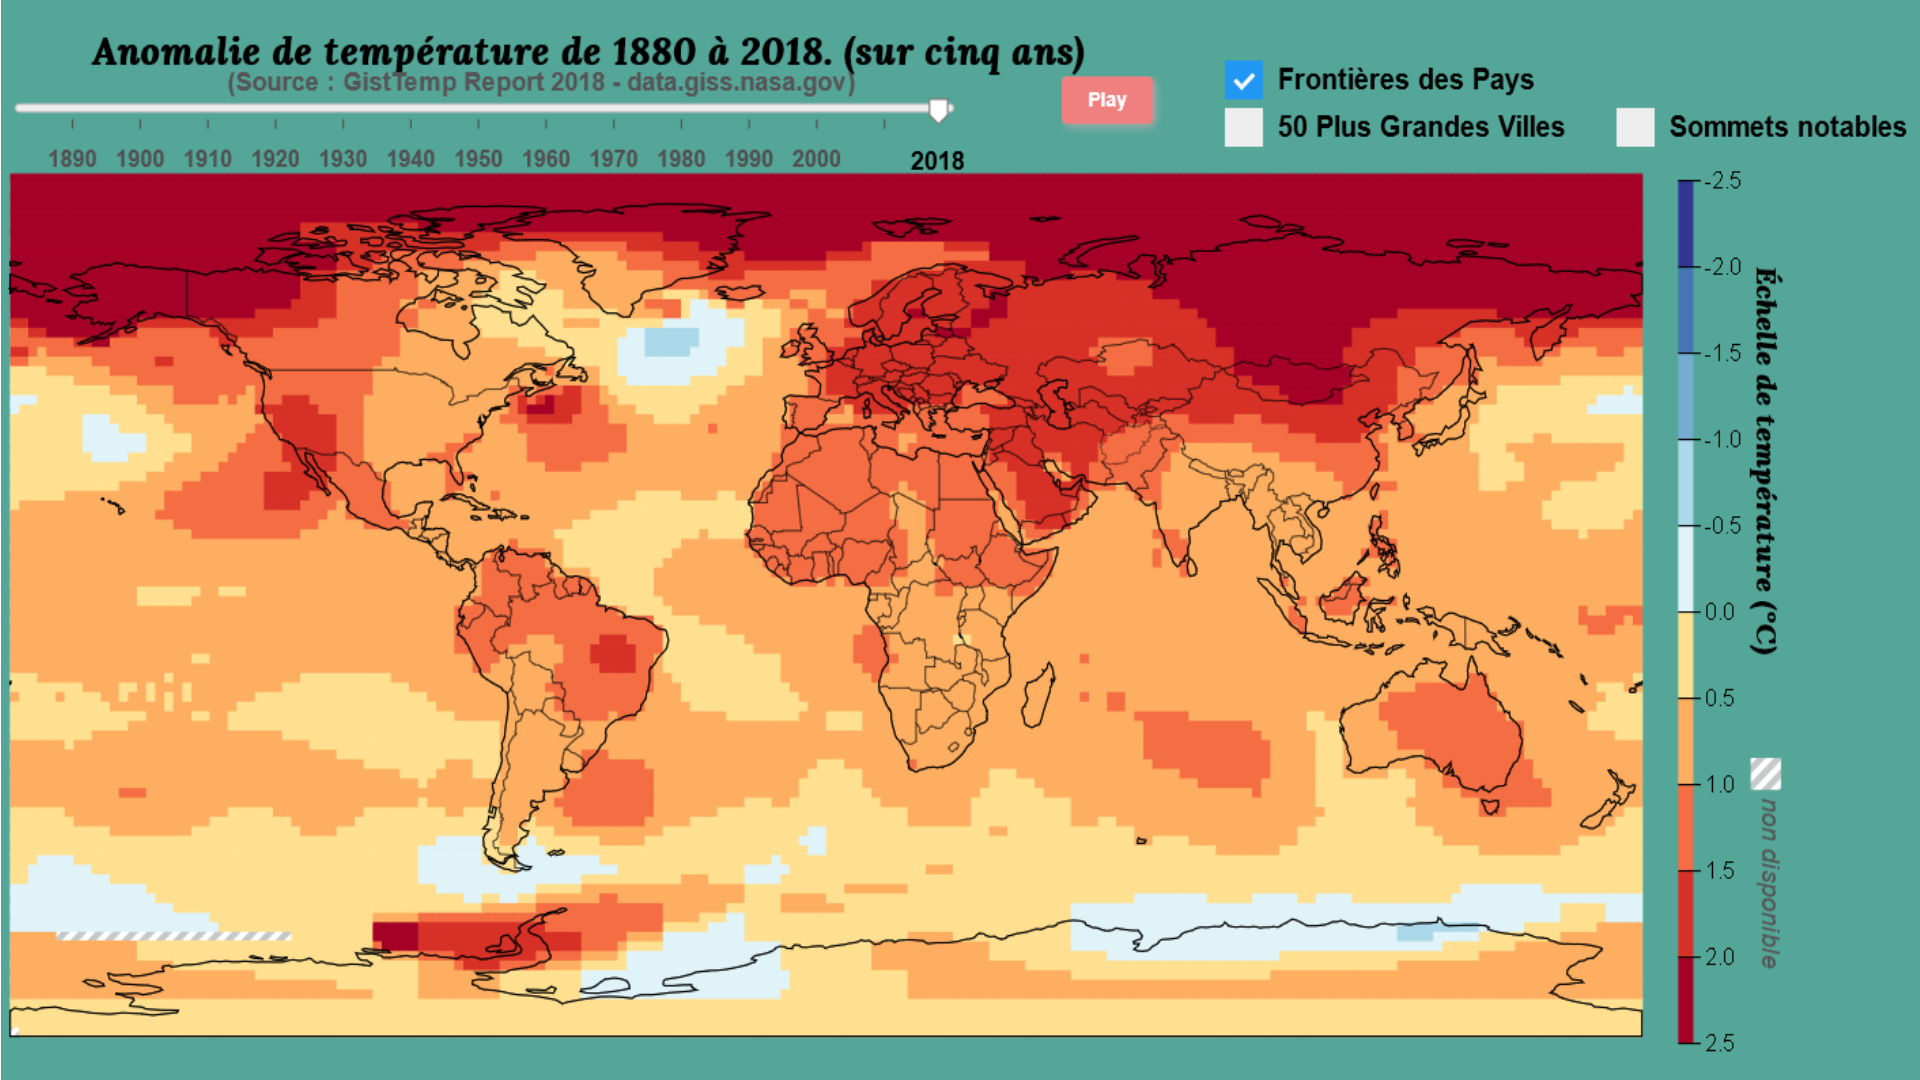 Anomalie de température de 1880 à 2018. (sur cinq ans)
(Source : GistTemp Report 2018 - data.giss.nasa.gov)
Play
Frontières des Pays
50 Plus Grandes Villes
Sommets notables
1890 1900 1910 1920 1930 1940 1950 1960 1970 1980 1990 2000 2018
-2.5
-2.0
-1.5
-1.0
-0.5
0.0
0.5
1.0
1.5
2.0
2.5
Échelle de température (°C)
non disponible